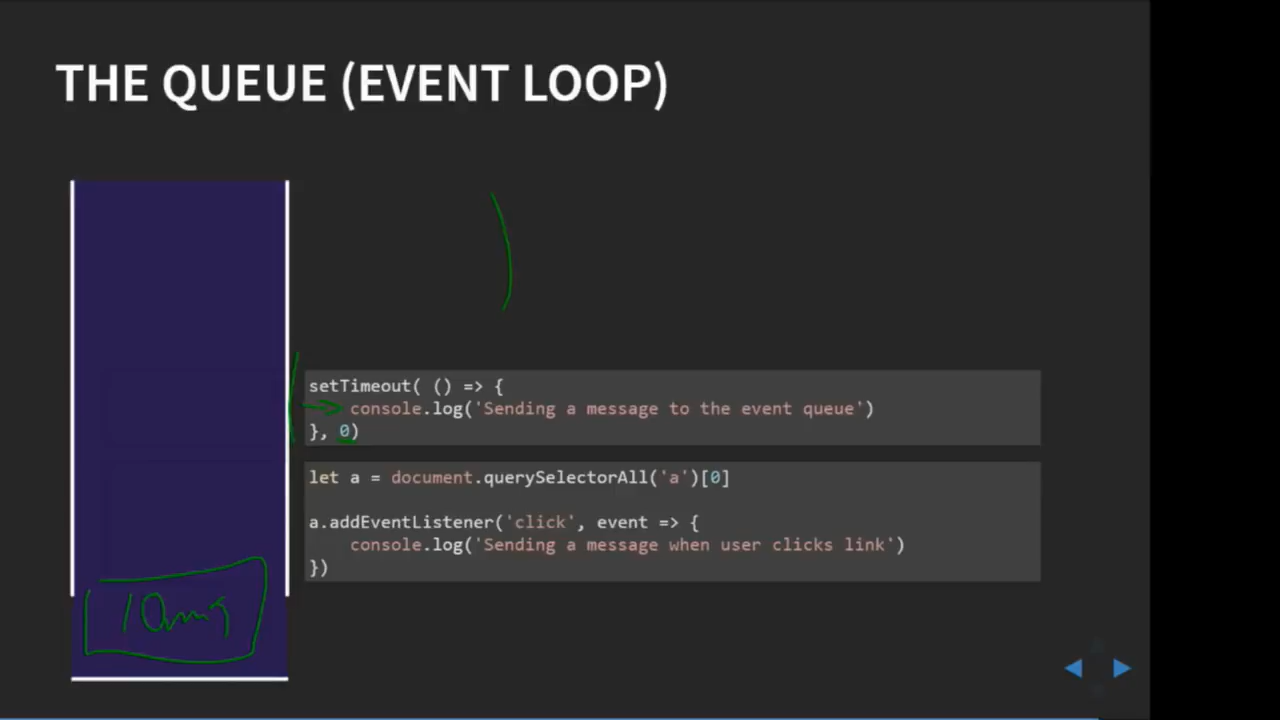 THE QUEUE (EVENT LOOP)
setTimeout( () => {
console.log('Sending a message to the event queue')
}, 0)
let a = document.querySelectorAll('a')[0]
a.addEventListener('click', event => {
console.log('Sending a message when user clicks link')
})
10ms